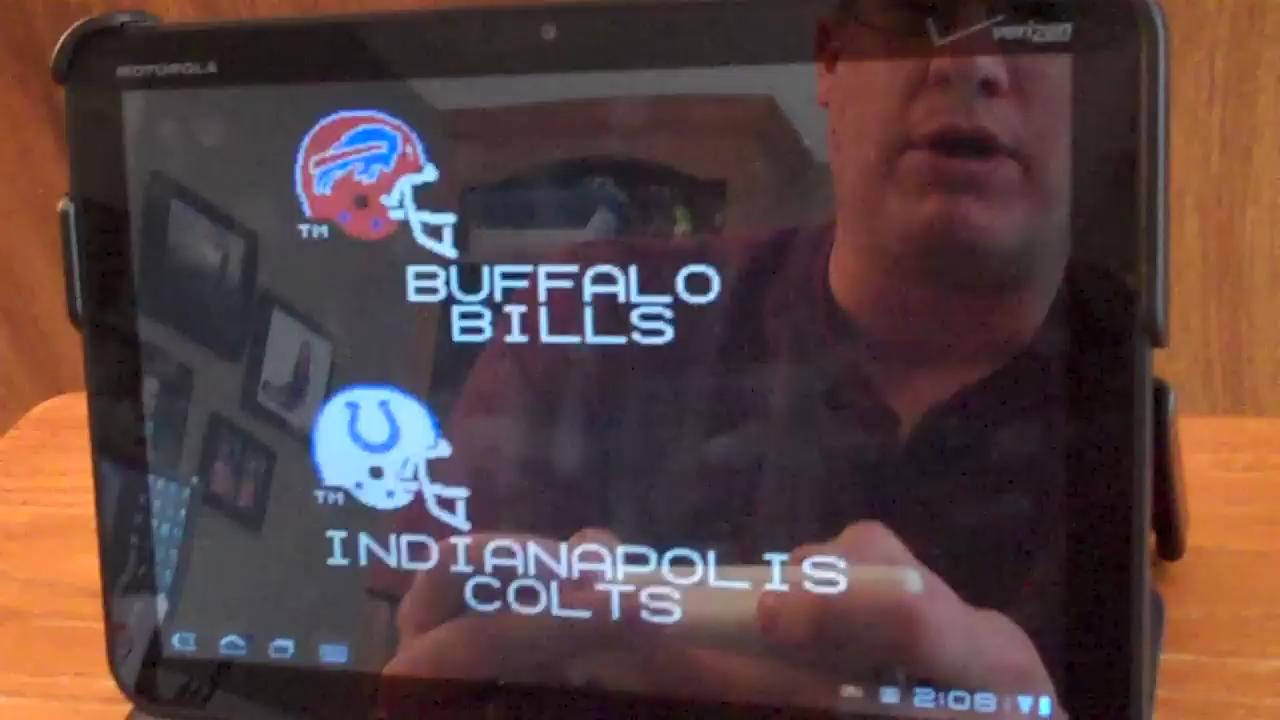 MOTOROLA
verizon
TM
BUFFALO
BILLS
TM
INDIANAPOLIS
COLTS
2:08